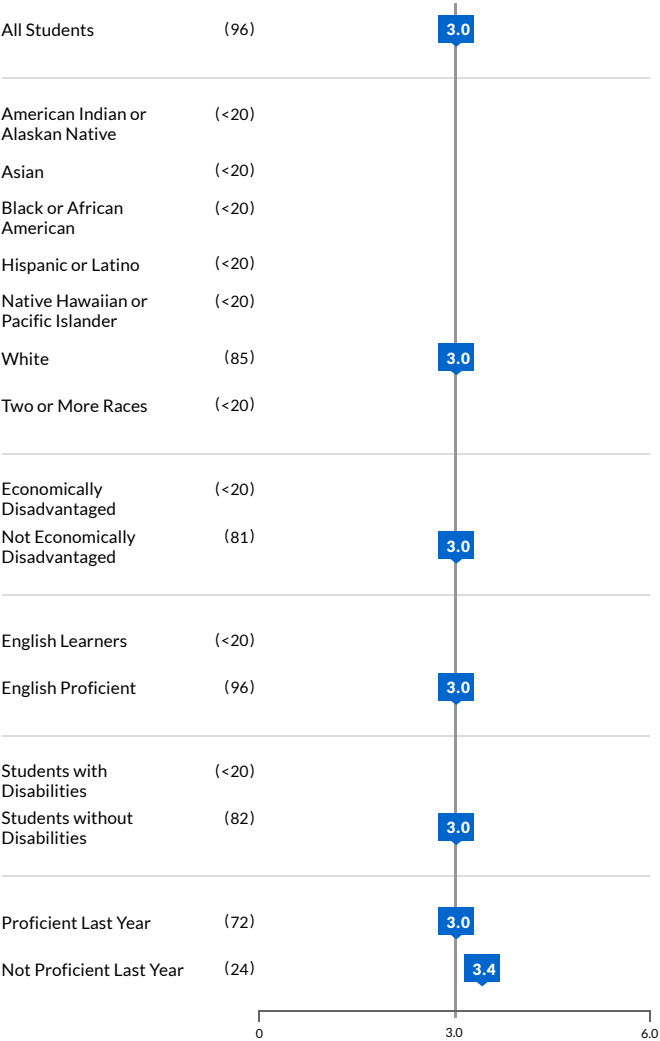 All Students (96) 3.0
American Indian or (<20)
Alaskan Native
Asian (<20)
Black or African (<20)
American
Hispanic or Latino (<20)
Native Hawaiian or (<20)
Pacific Islander
White (85) 3.0
Two or More Races (<20)
Economically (<20)
Disadvantaged
Not Economically (81) 3.0
Disadvantaged
English Learners (<20)
English Proficient (96) 3.0
Students with (<20)
Disabilities
Students without (82) 3.0
Disabilities
Proficient Last Year (72) 3.0
Not Proficient Last Year (24) 3.4
0 3.0 6.0